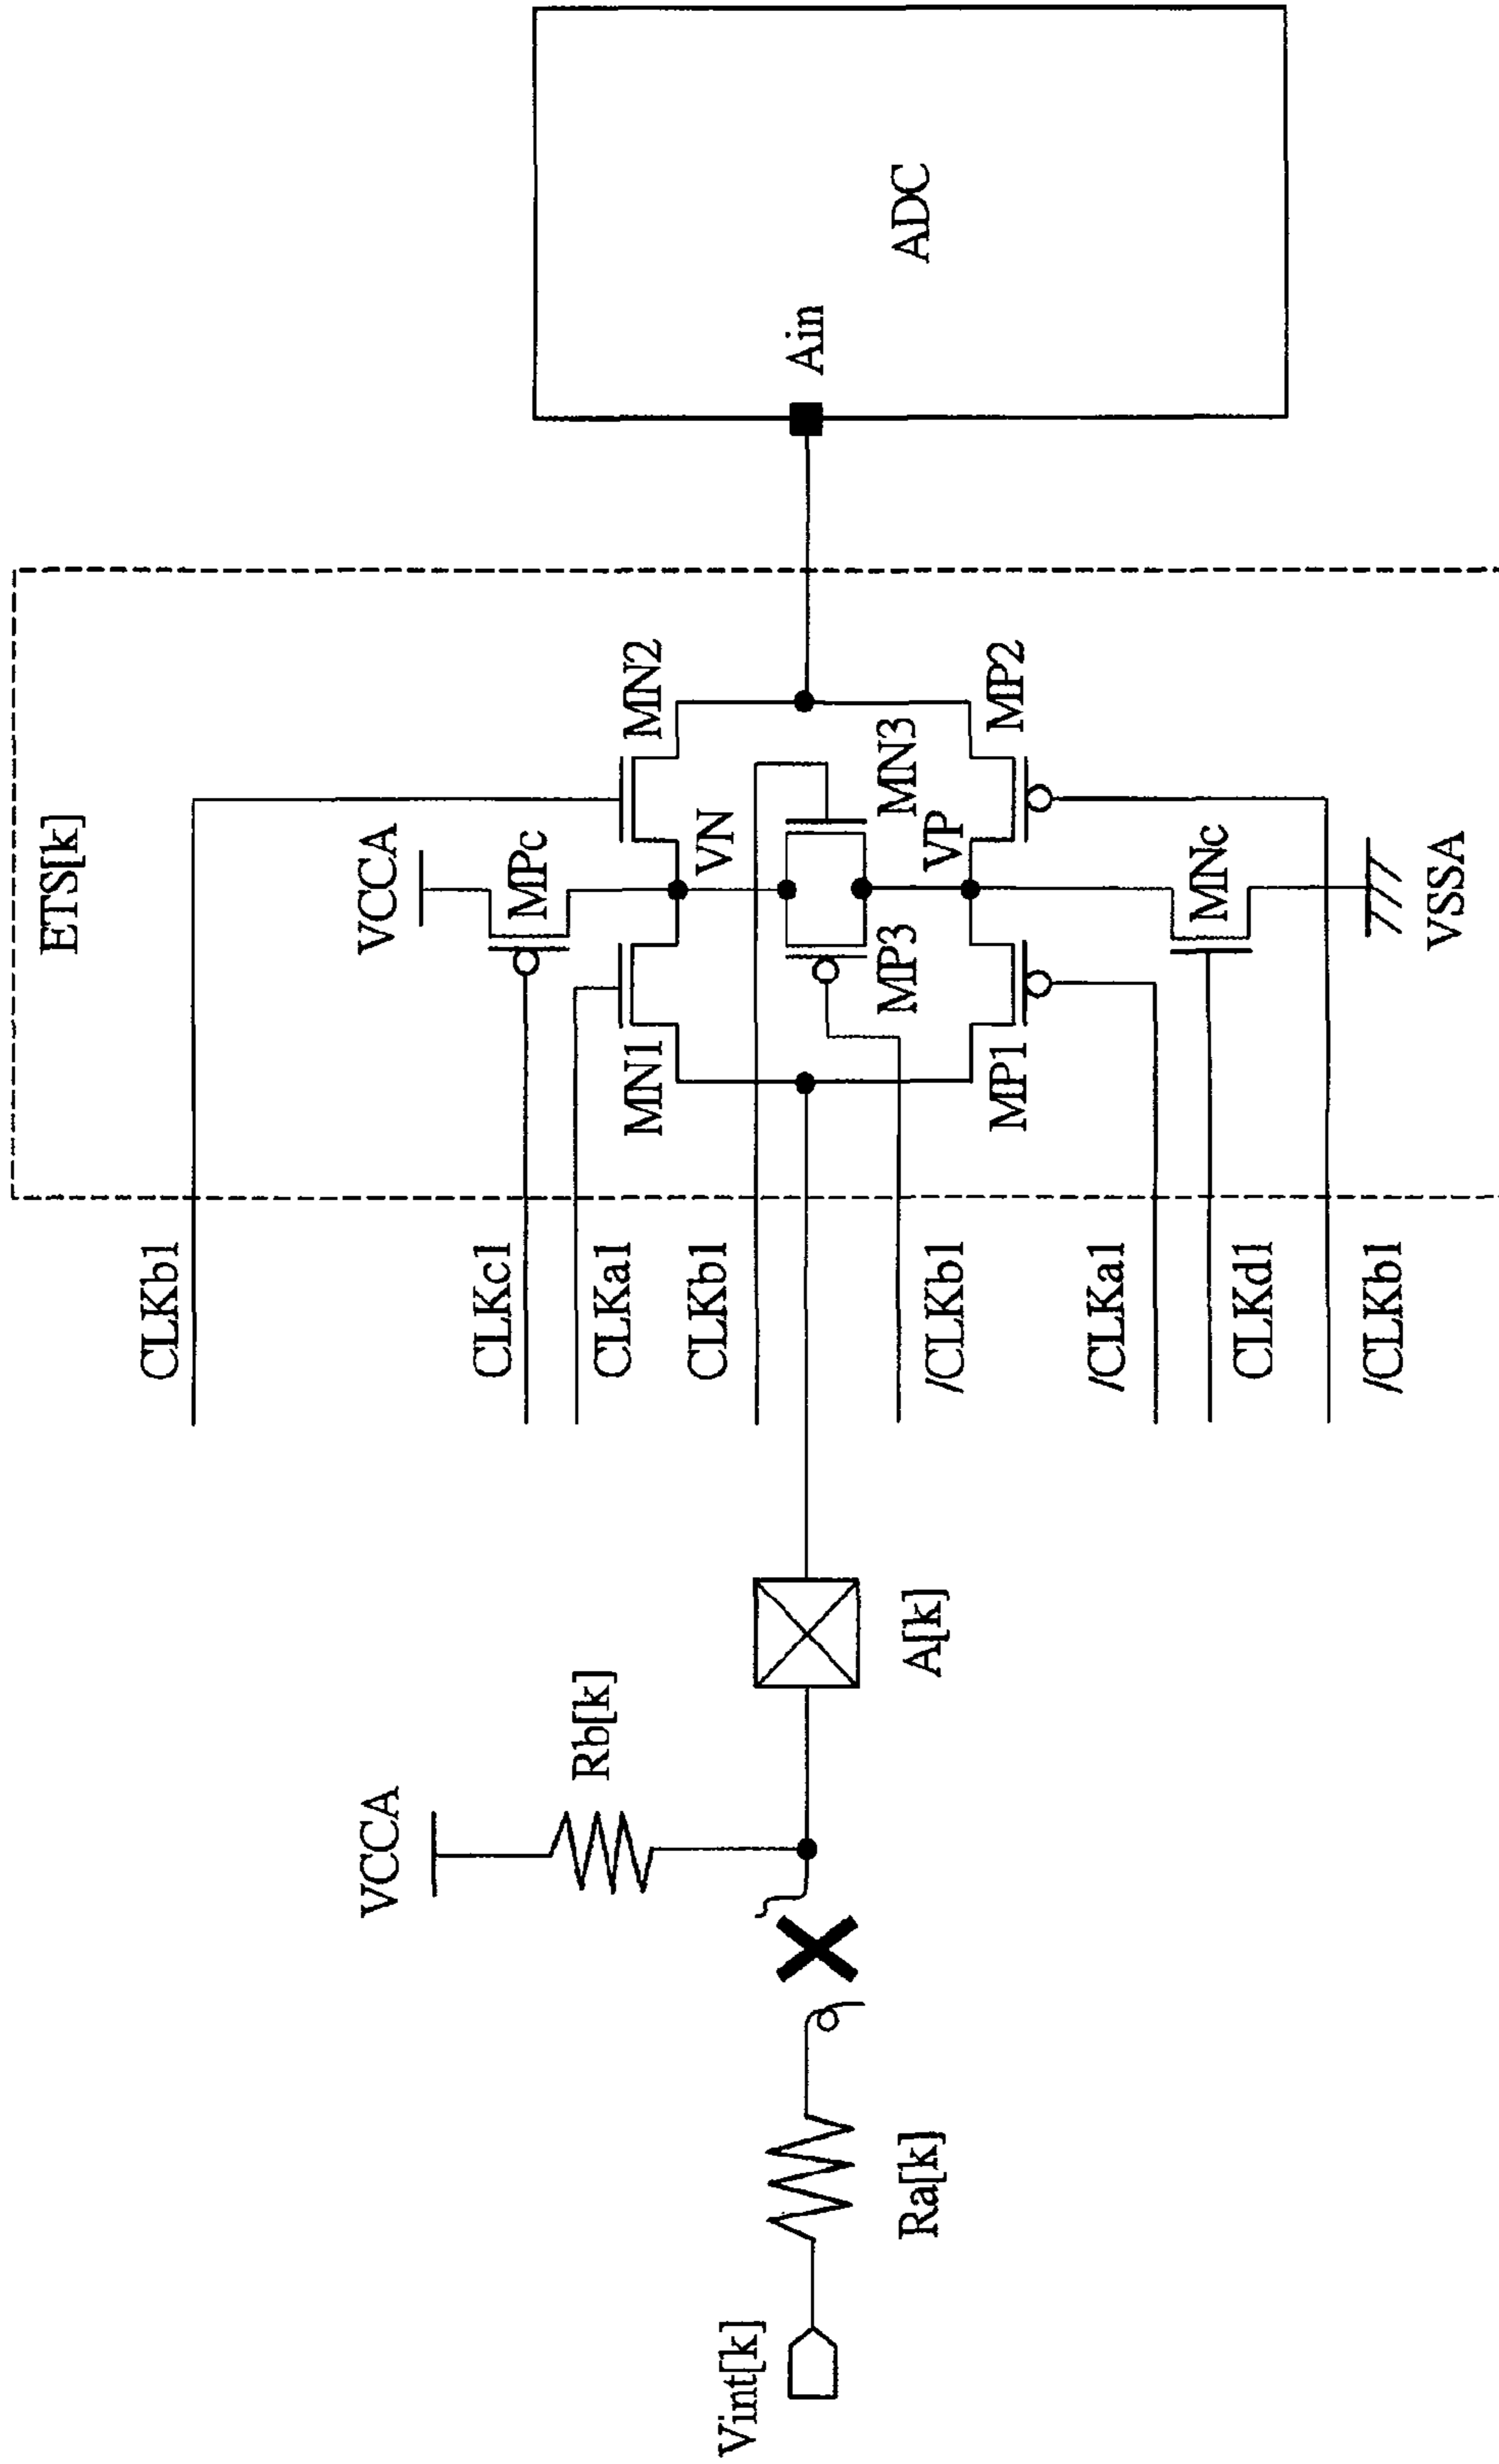 ETS[k]
CLKb1
VCCA
MPc
MN2
CLKc1
CLKa1
MN1
VN
CLKb1
MN3
MP3
Ain
ADC
/CLKb1
VP
MP1
MP2
/CLKa1
CLKd1
MNc
/CLKb1
VSSA
VCCA
Rb[k]
A[k]
Vint[k]
Ra[k]